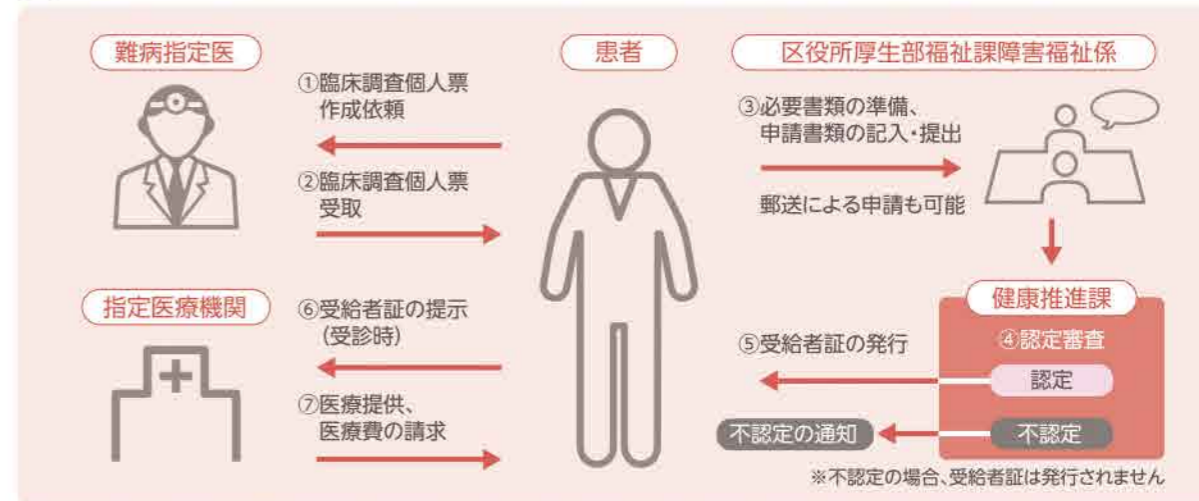 難病指定医
患者
区役所厚生部福祉課障害福祉係
①臨床調査個人票
作成依頼
②臨床調査個人票
受取
③必要書類の準備、
申請書類の記入・提出
郵送による申請も可能
指定医療機関
⑥受給者証の提示
(受診時)
⑦医療提供、
医療費の請求
健康推進課
④認定審査
⑤受給者証の発行
認定
不認定の通知
不認定
※不認定の場合、受給者証は発行されません